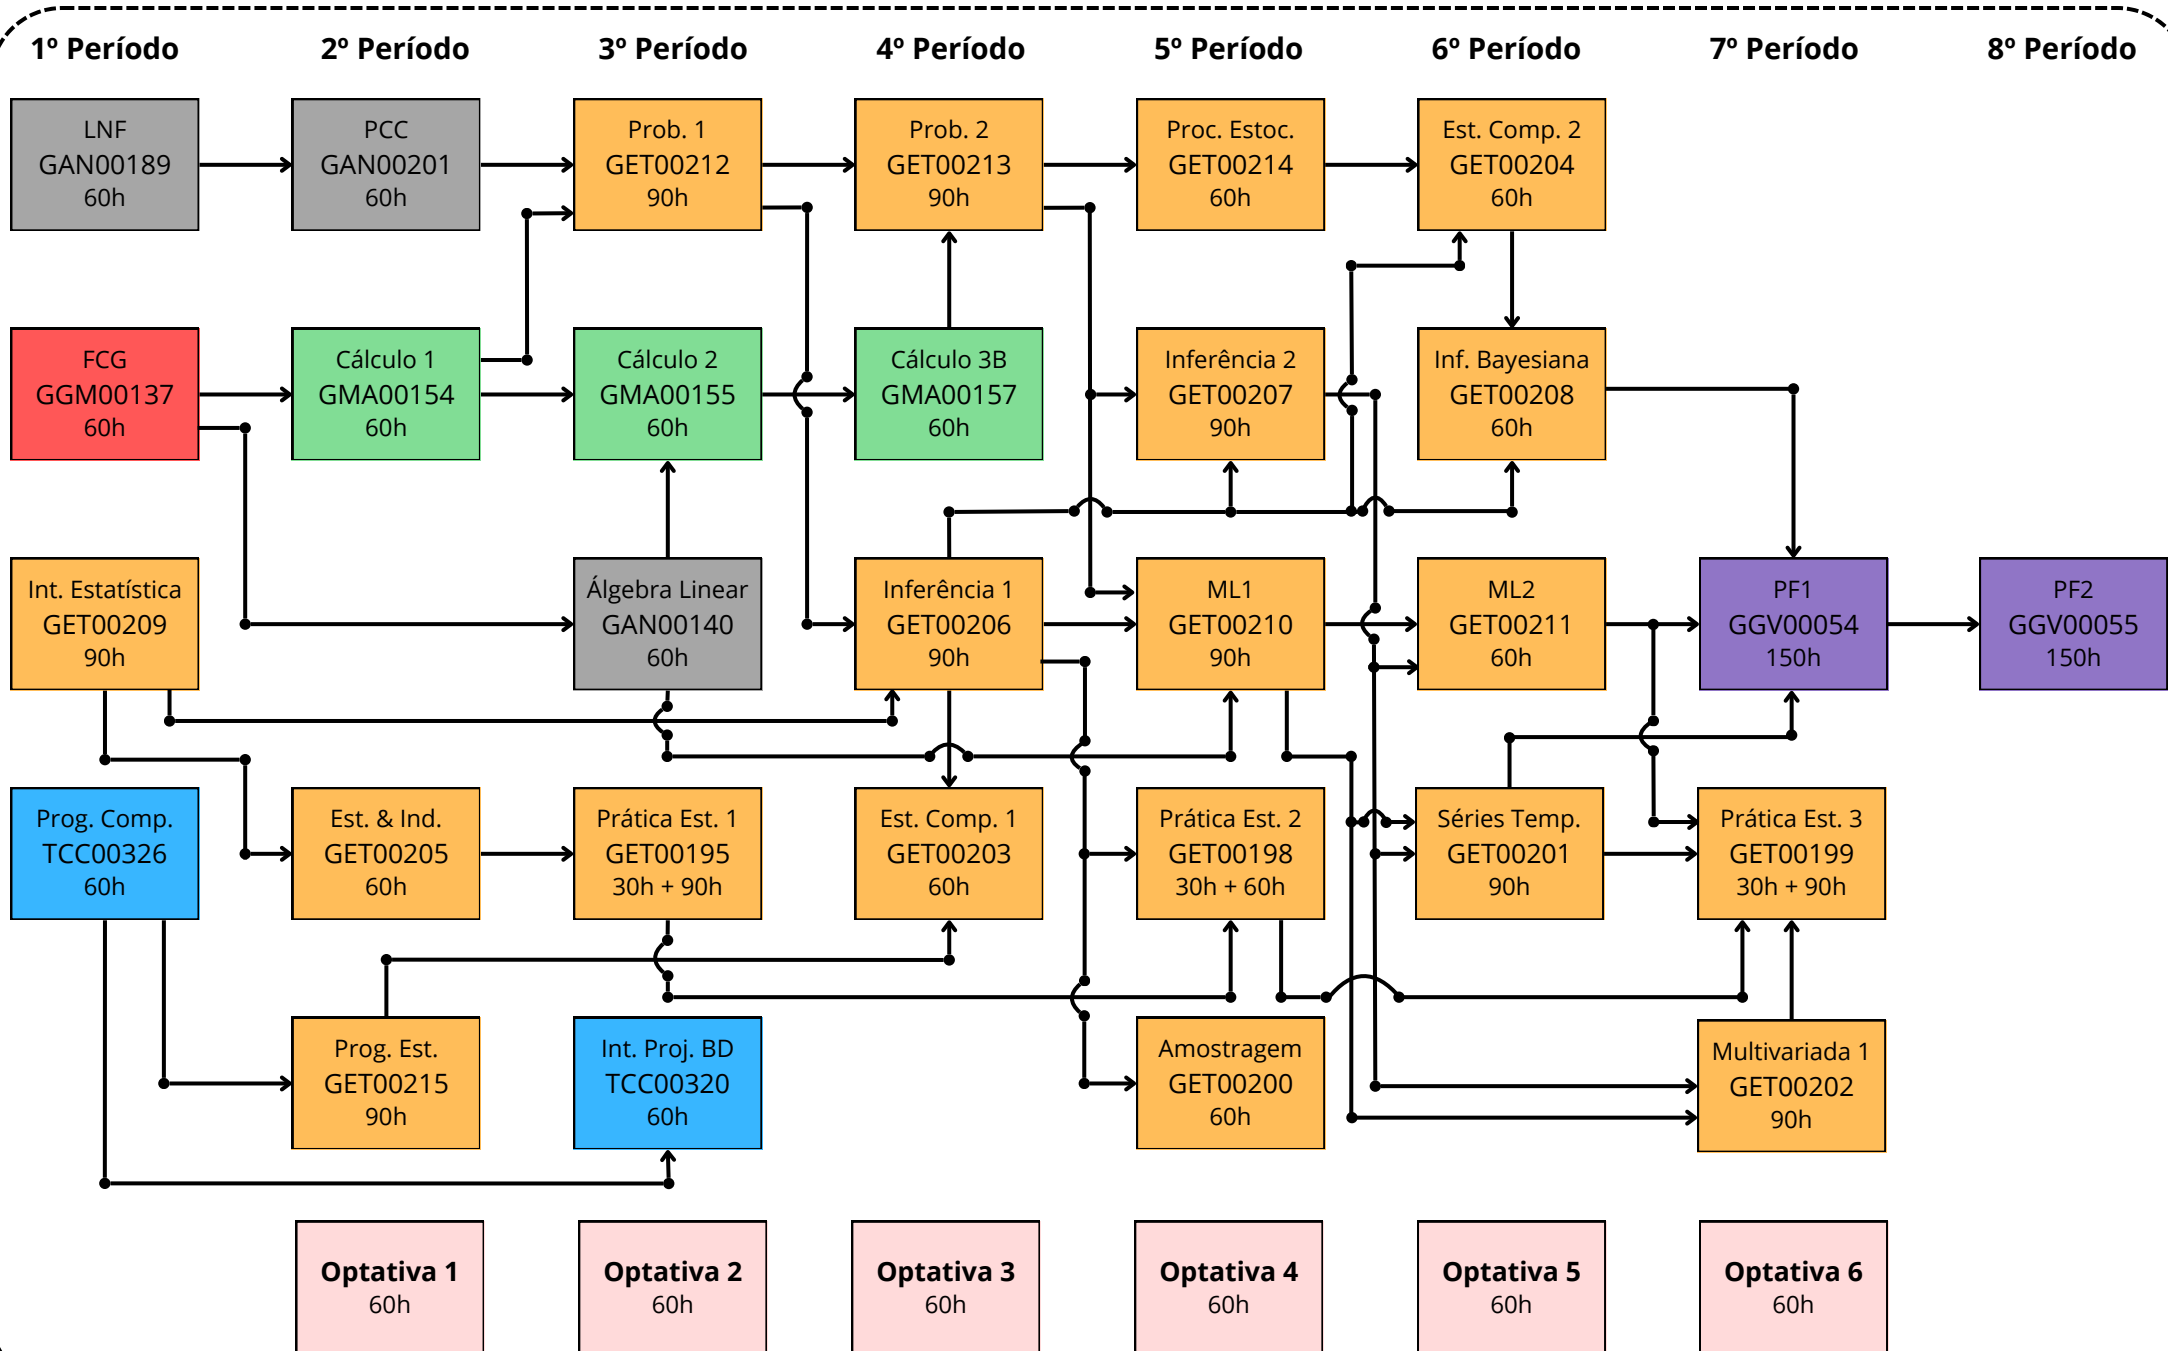 1º Período
2º Período
3º Período
4º Período
5º Período
6º Período
7º Período
8º Período
LNF
GAN00189
60h
PCC
GAN00201
60h
Prob. 1
GET00212
90h
Prob. 2
GET00213
90h
Proc. Estoc.
GET00214
60h
Est. Comp. 2
GET00204
60h
FCG
GGM00137
60h
Cálculo 1
GMA00154
60h
Cálculo 2
GMA00155
60h
Cálculo 3B
GMA00157
60h
Inferência 2
GET00207
90h
Inf. Bayesiana
GET00208
60h
Int. Estatística
GET00209
90h
Álgebra Linear
GAN00140
60h
Inferência 1
GET00206
90h
ML1
GET00210
90h
ML2
GET00211
60h
PF1
GGV00054
150h
PF2
GGV00055
150h
Prog. Comp.
TCC00326
60h
Est. & Ind.
GET00205
60h
Prática Est. 1
GET00195
30h + 90h
Est. Comp. 1
GET00203
60h
Prática Est. 2
GET00198
30h + 60h
Séries Temp.
GET00201
90h
Prática Est. 3
GET00199
30h + 90h
Prog. Est.
GET00215
90h
Int. Proj. BD
TCC00320
60h
Amostragem
GET00200
60h
Multivariada 1
GET00202
90h
Optativa 1
60h
Optativa 2
60h
Optativa 3
60h
Optativa 4
60h
Optativa 5
60h
Optativa 6
60h